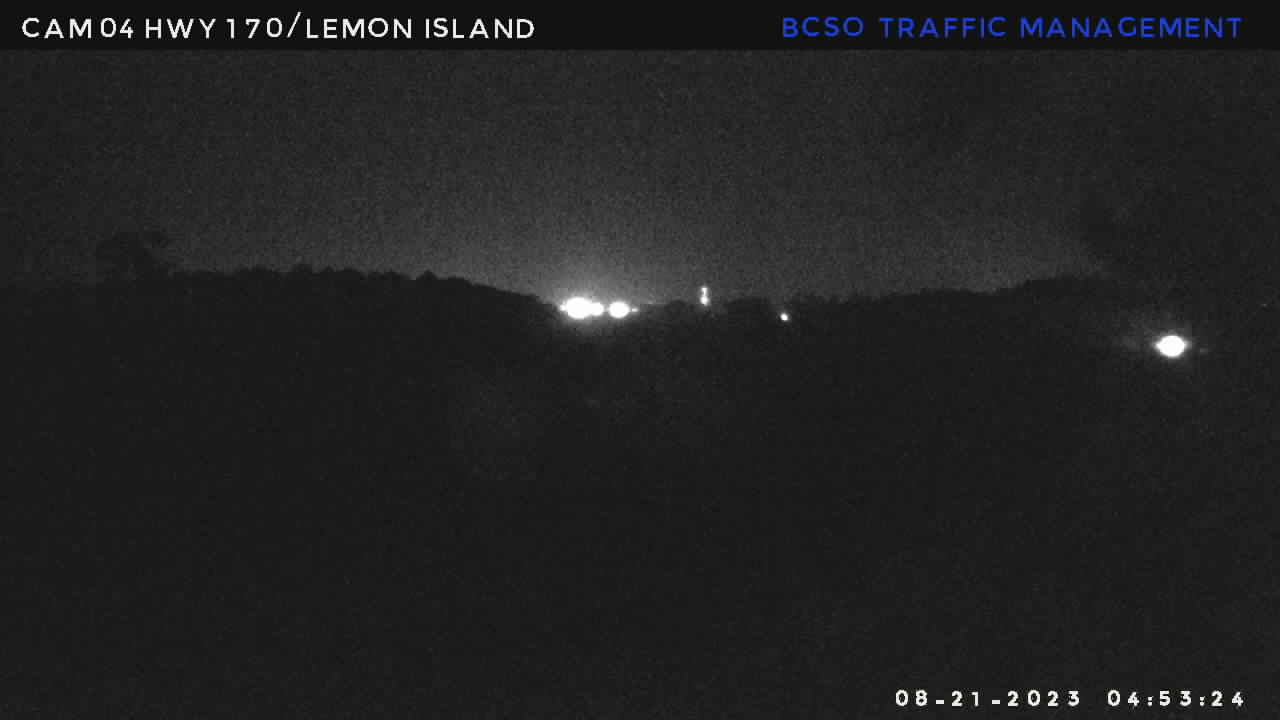 CAM04 HWY 170/LEMON ISLAND
BCSO TRAFFIC MANAGEMENT
08-21-2023 04:53:24